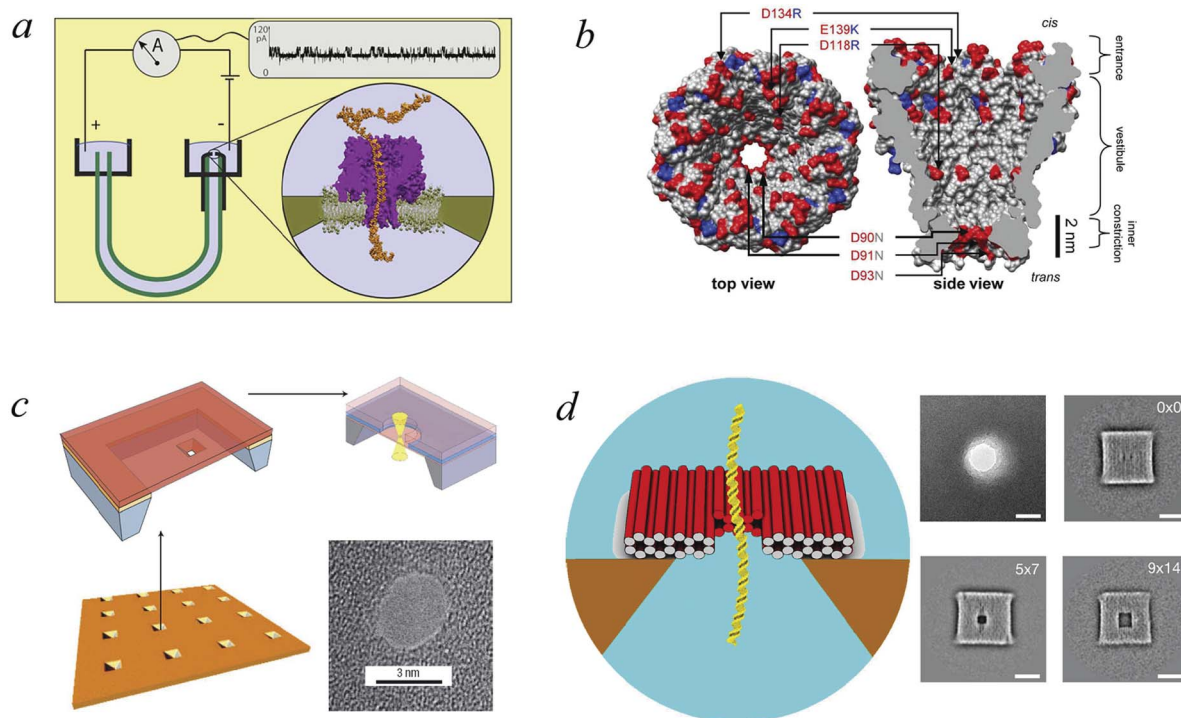 a
120
pA
0
A
+
-
b
D134R
E139K
D118R
cis
entrance
vestibule
inner
constriction
2 nm
D90N
D91N
D93N
trans
top view
side view
c
3 nm
d
0x0
5x7
9x14